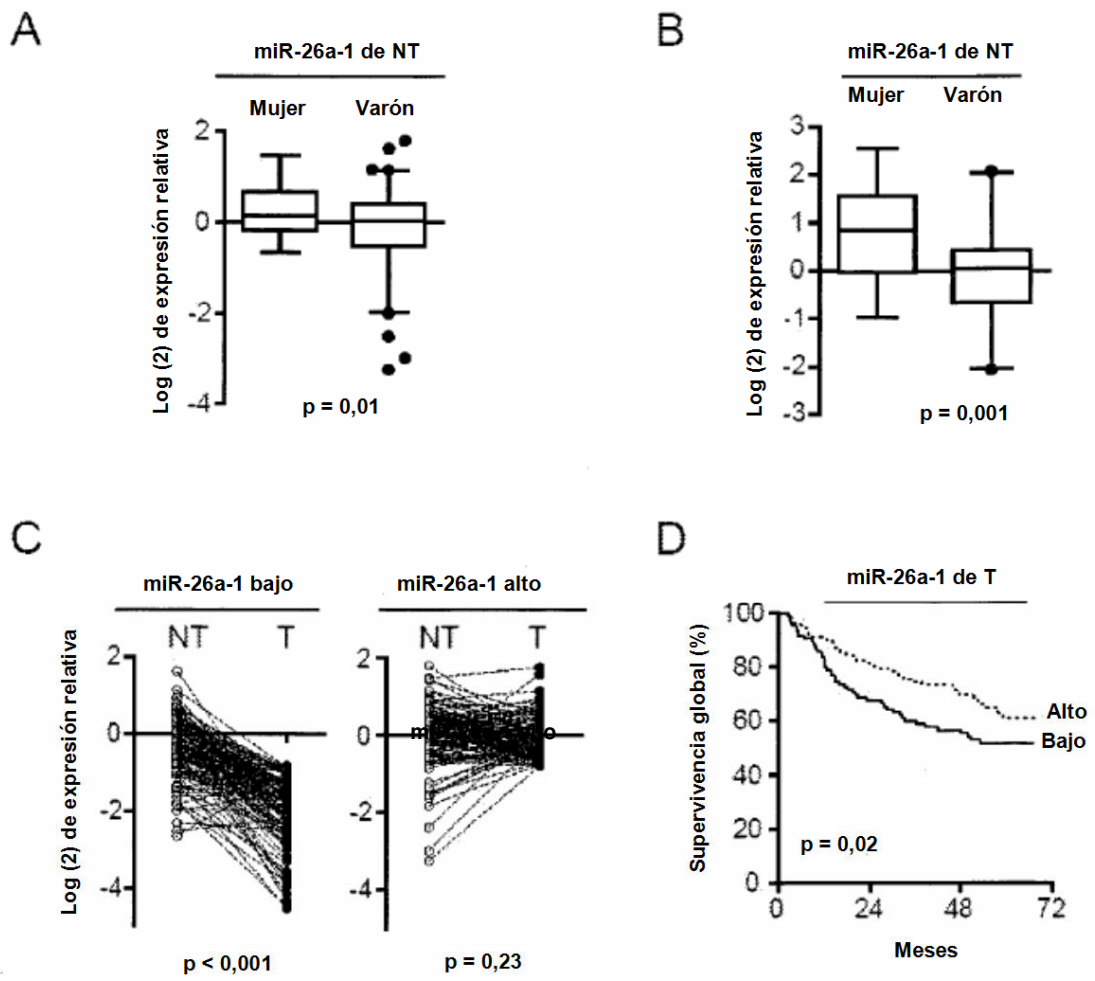 A
miR-26a-1 de NT
Mujer Varón
Log (2) de expresión relativa
2
0
-2
-4
p = 0,01
B
miR-26a-1 de NT
Mujer Varón
Log (2) de expresión relativa
3
2
1
0
-1
-2
-3
p = 0,001
C
miR-26a-1 bajo
NT T
Log (2) de expresión relativa
2
0
-2
-4
p < 0,001
miR-26a-1 alto
NT T
2
0
-2
-4
p = 0,23
D
miR-26a-1 de T
Supervivencia global (%)
100
80
60
40
20
0
Alto
Bajo
p = 0,02
0 24 48 72
Meses